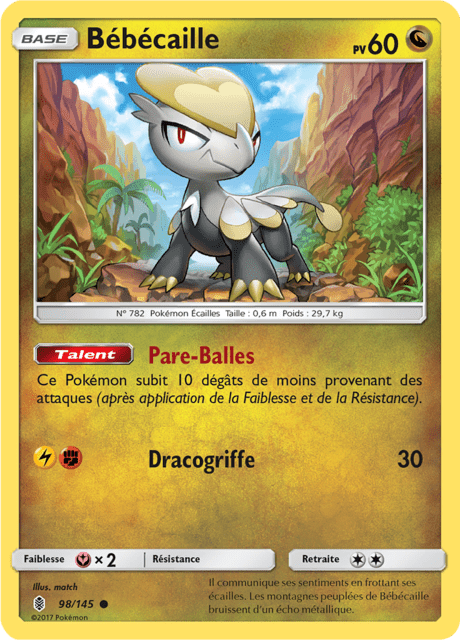 BASE Bébécaille PV60
N° 782 Pokémon Écailles Taille : 0,6 m Poids : 29,7 kg
Talent Pare-Balles
Ce Pokémon subit 10 dégâts de moins provenant des
attaques (après application de la Faiblesse et de la Résistance).
Dracogriffe 30
Faiblesse × 2 Résistance Retraite
Illus. match
98/145
©2017 Pokémon
Il communique ses sentiments en frottant ses
écailles. Les montagnes peuplées de Bébécaille
bruissent d'un écho métallique.